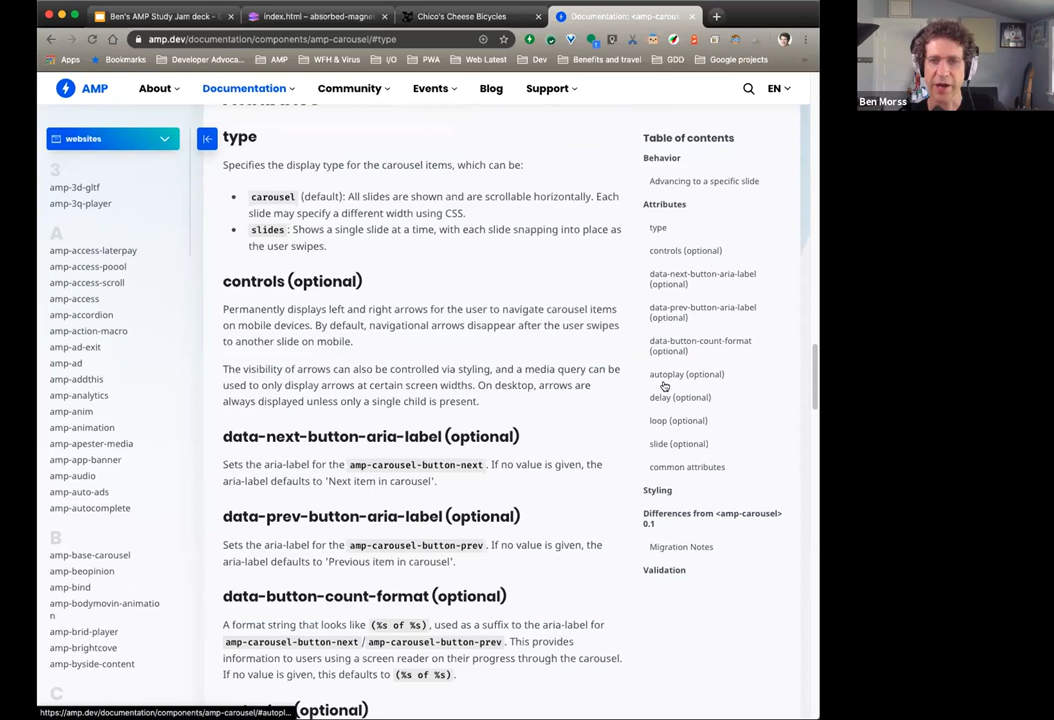 Ben's AMP Study Jam deck - G
index.html – absorbed-magnet
Chico's Cheese Bicycles
Documentation: <amp-carous
amp.dev/documentation/components/amp-carousel/#type
Apps
Bookmarks
Developer Advoca...
AMP
WFH & Virus
I/O
PWA
Web Latest
Dev
Benefits and travel
GDD
Google projects
AMP
About
Documentation
Community
Events
Blog
Support
EN
Ben Morss
websites
3
amp-3d-gltf
amp-3q-player
A
amp-access-laterpay
amp-access-poool
amp-access-scroll
amp-access
amp-accordion
amp-action-macro
amp-ad-exit
amp-ad
amp-addthis
amp-analytics
amp-anim
amp-animation
amp-apester-media
amp-app-banner
amp-audio
amp-auto-ads
amp-autocomplete
B
amp-base-carousel
amp-beopinion
amp-bind
amp-bodymovin-animatio
n
amp-brid-player
amp-brightcove
amp-byside-content
C
https://amp.dev/documentation/components/amp-carousel/#autopl...
type
Specifies the display type for the carousel items, which can be:
• carousel (default): All slides are shown and are scrollable horizontally. Each
slide may specify a different width using CSS.
• slides: Shows a single slide at a time, with each slide snapping into place as
the user swipes.
controls (optional)
Permanently displays left and right arrows for the user to navigate carousel items
on mobile devices. By default, navigational arrows disappear after the user swipes
to another slide on mobile.
The visibility of arrows can also be controlled via styling, and a media query can be
used to only display arrows at certain screen widths. On desktop, arrows are
always displayed unless only a single child is present.
data-next-button-aria-label (optional)
Sets the aria-label for the amp-carousel-button-next. If no value is given, the
aria-label defaults to 'Next item in carousel'.
data-prev-button-aria-label (optional)
Sets the aria-label for the amp-carousel-button-prev. If no value is given, the
aria-label defaults to 'Previous item in carousel'.
data-button-count-format (optional)
A format string that looks like (%s of %s), used as a suffix to the aria-label for
amp-carousel-button-next / amp-carousel-button-prev. This provides
information to users using a screen reader on their progress through the carousel.
If no value is given, this defaults to (%s of %s).
(optional)
Table of contents
Behavior
Advancing to a specific slide
Attributes
type
controls (optional)
data-next-button-aria-label
(optional)
data-prev-button-aria-label
(optional)
data-button-count-format
(optional)
autoplay (optional)
delay (optional)
loop (optional)
slide (optional)
common attributes
Styling
Differences from <amp-carousel>
0.1
Migration Notes
Validation